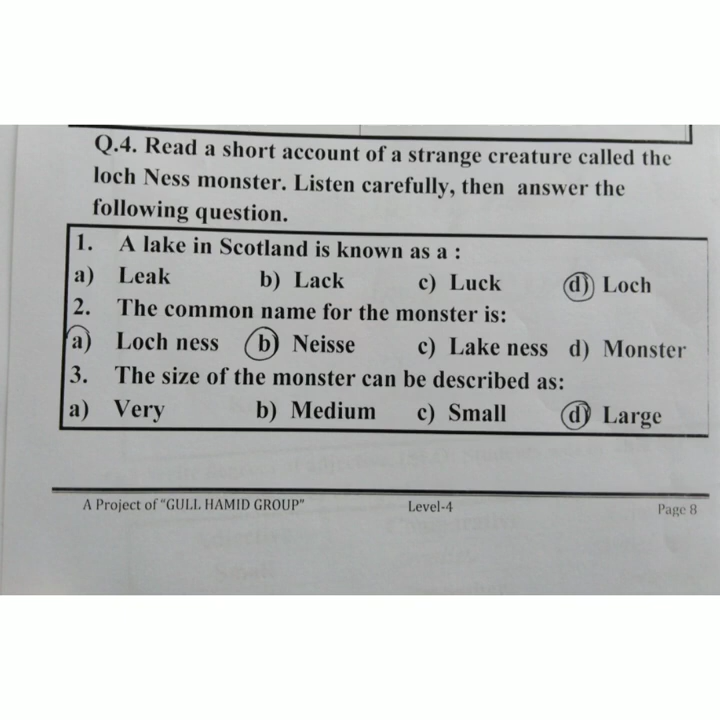 Q.4. Read a short account of a strange creature called the
loch Ness monster. Listen carefully, then answer the
following question.
1. A lake in Scotland is known as a :
a) Leak b) Lack c) Luck d) Loch
2. The common name for the monster is:
a) Loch ness b) Neisse c) Lake ness d) Monster
3. The size of the monster can be described as:
a) Very b) Medium c) Small d) Large
A Project of "GULL HAMID GROUP" Level-4 Page 8